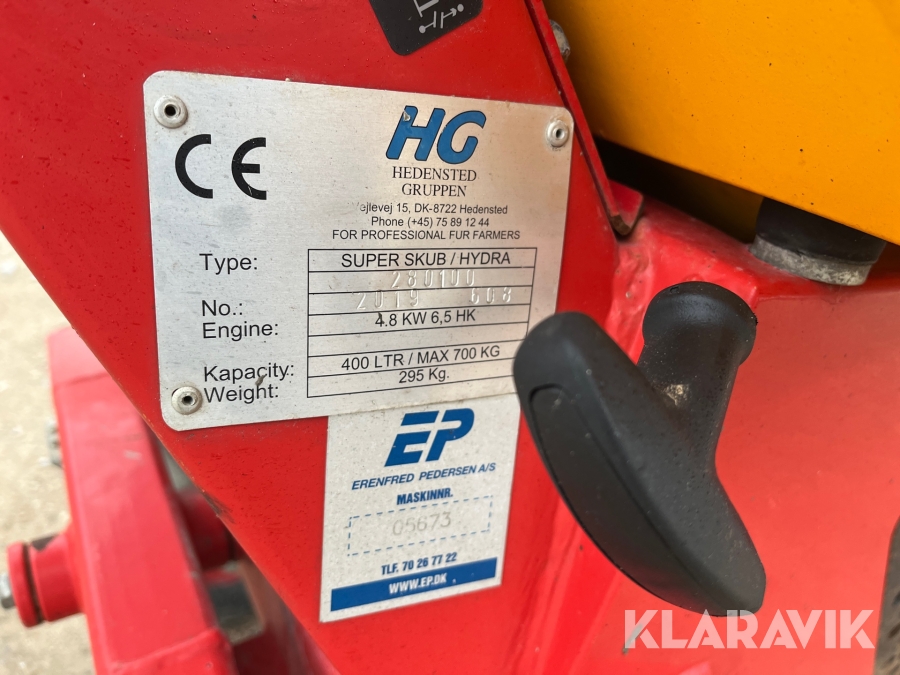 CE
HG
HEDENSTED
GRUPPEN
Vejlevej 15, DK-8722 Hedensted
Phone (+45) 75 89 12 44
FOR PROFESSIONAL FUR FARMERS
Type: SUPER SKUB / HYDRA
280100
No.: 2019 608
Engine: 4.8 KW 6,5 HK
Kapacity: 400 LTR / MAX 700 KG
Weight: 295 Kg.
EP
ERENFRED PEDERSEN A/S
MASKINNR.
05673
TLF. 70 26 77 22
WWW.EP.DK
KLARAVIK